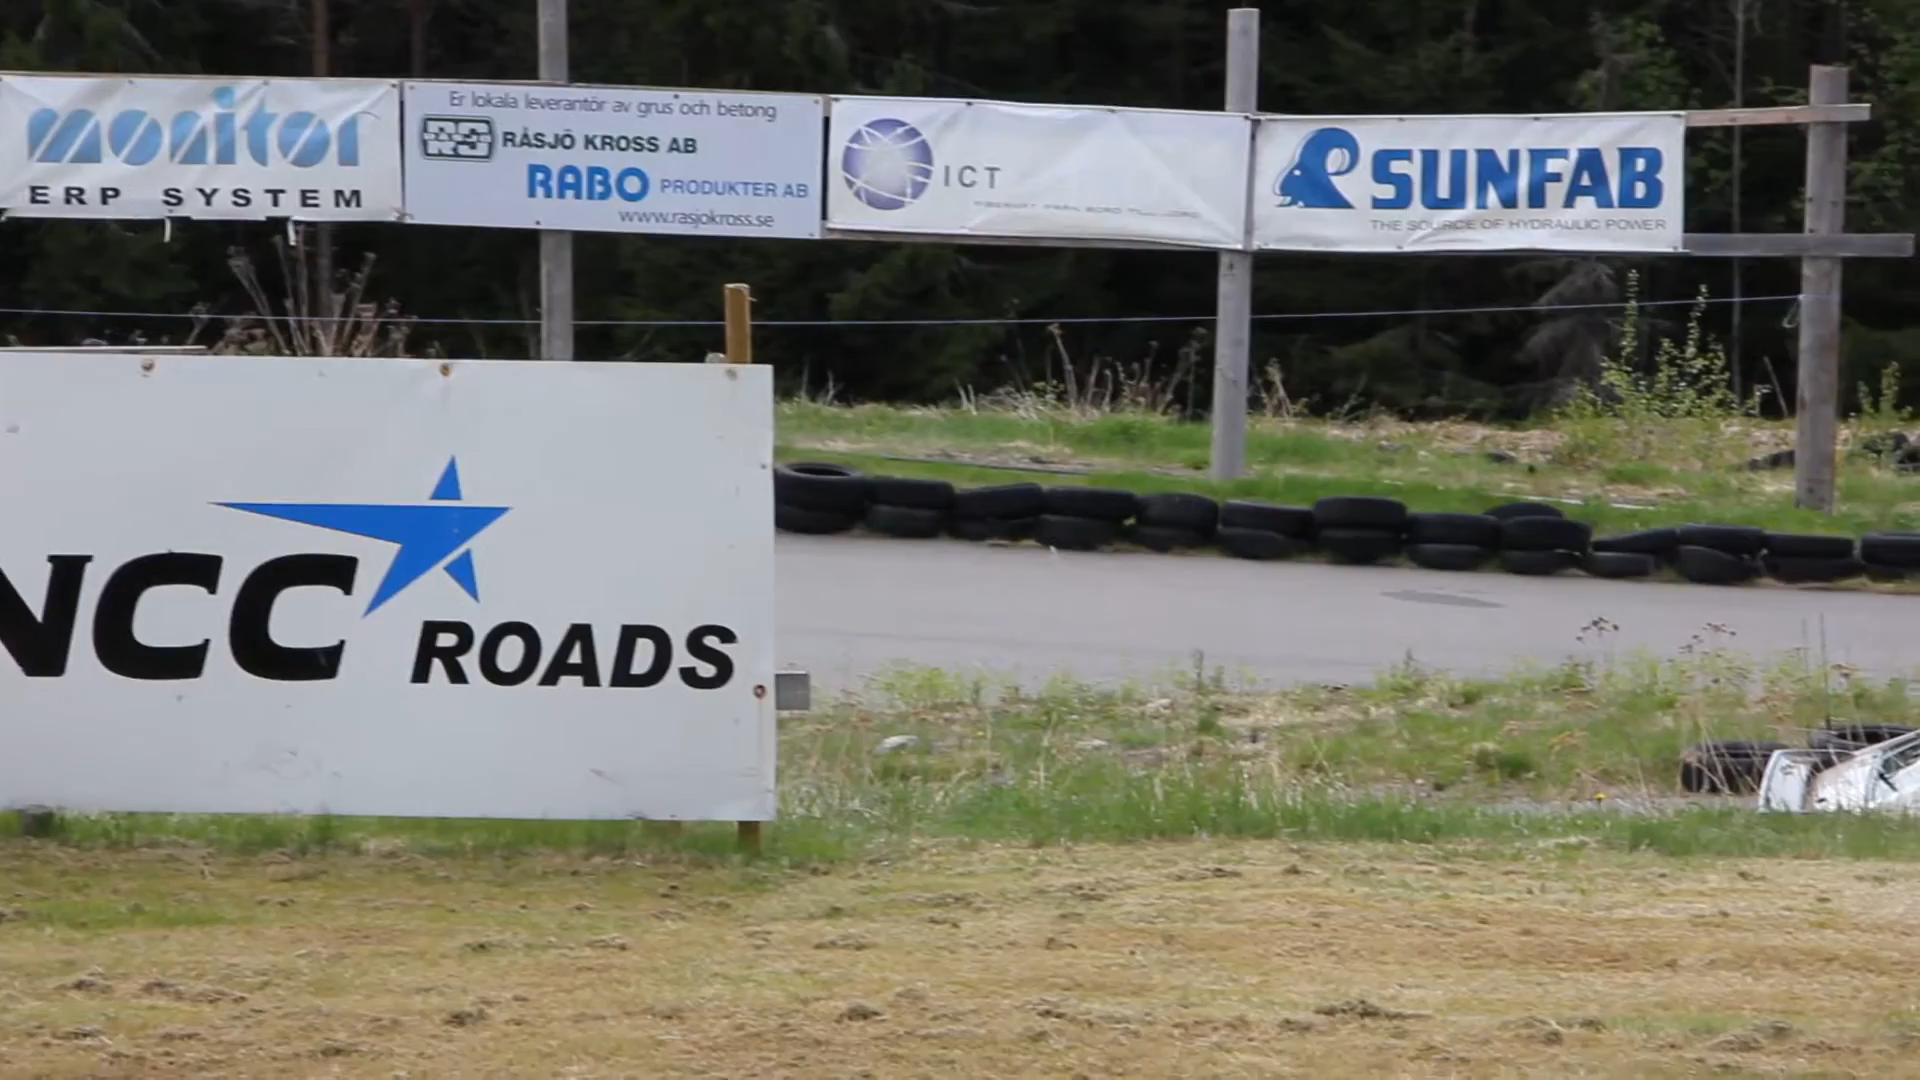 monitor
ERP SYSTEM
Er lokala leverantör av grus och betong
RÅSJÖ KROSS AB
RABO PRODUKTER AB
www.rasjokross.se
ICT
SUNFAB
THE SOURCE OF HYDRAULIC POWER
NCC
ROADS